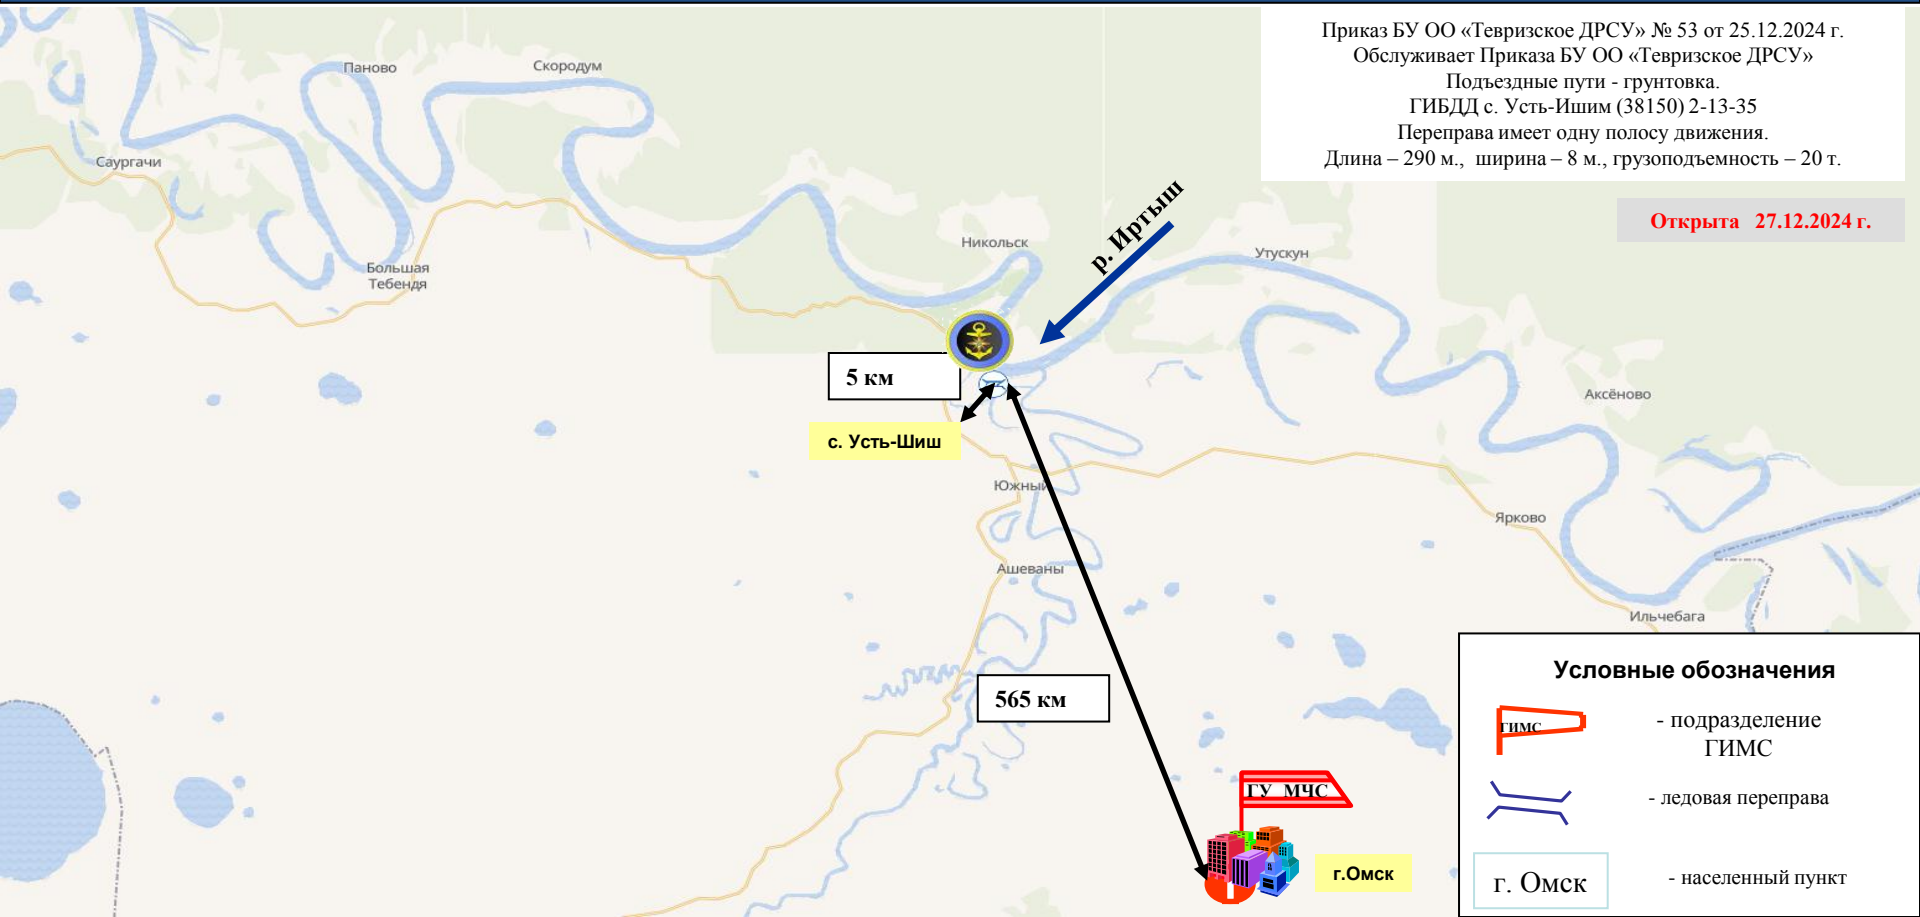 Приказ БУ ОО «Тевризское ДРСУ» № 53 от 25.12.2024 г.
Обслуживает Приказа БУ ОО «Тевризское ДРСУ»
Подъездные пути - грунтовка.
ГИБДД с. Усть-Ишим (38150) 2-13-35
Переправа имеет одну полосу движения.
Длина – 290 м., ширина – 8 м., грузоподъемность – 20 т.
Открыта 27.12.2024 г.
Паново
Скородум
Саургачи
Большая
Тебендя
Никольск
р. Иртыш
Утускун
5 км
с. Усть-Шиш
Аксёново
Южный
Ярково
Ашеваны
Ильчебага
565 км
ГУ МЧС
г.Омск
Условные обозначения
ГИМС
- подразделение
ГИМС
- ледовая переправа
г. Омск
- населенный пункт